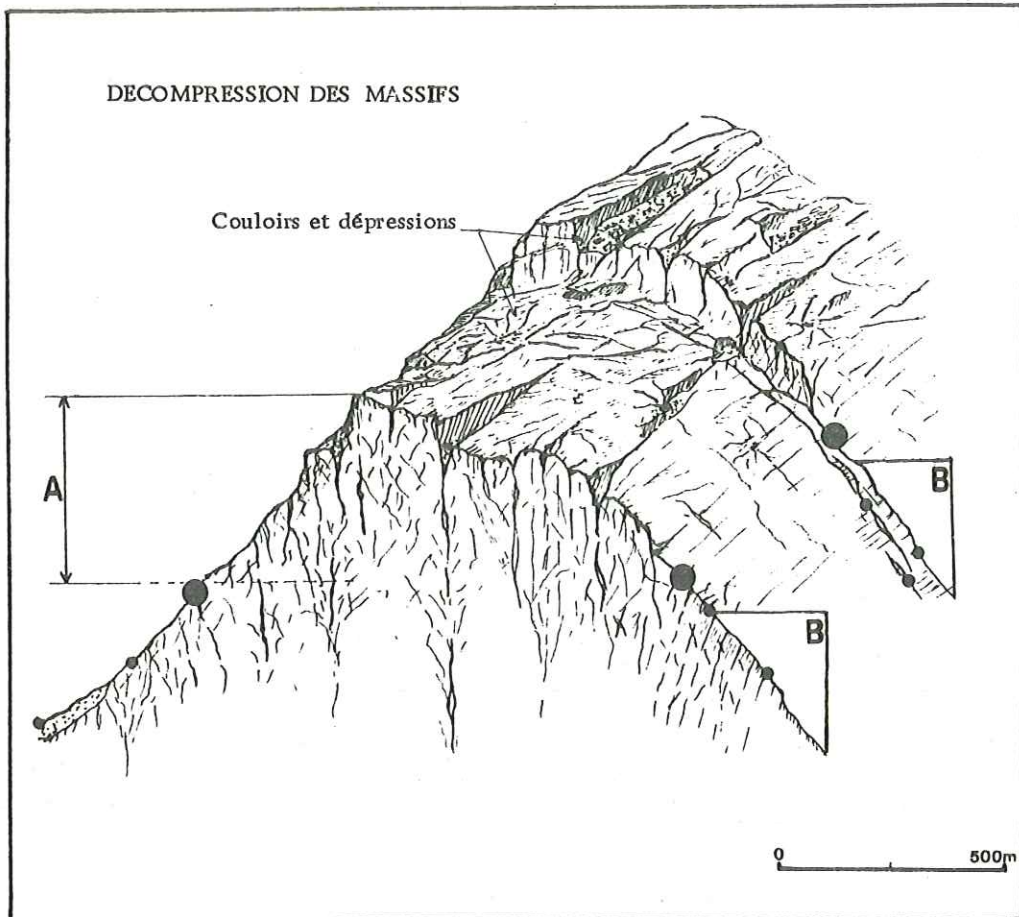 DECOMPRESSION DES MASSIFS
Couloirs et dépressions
A
B
B
0 500m